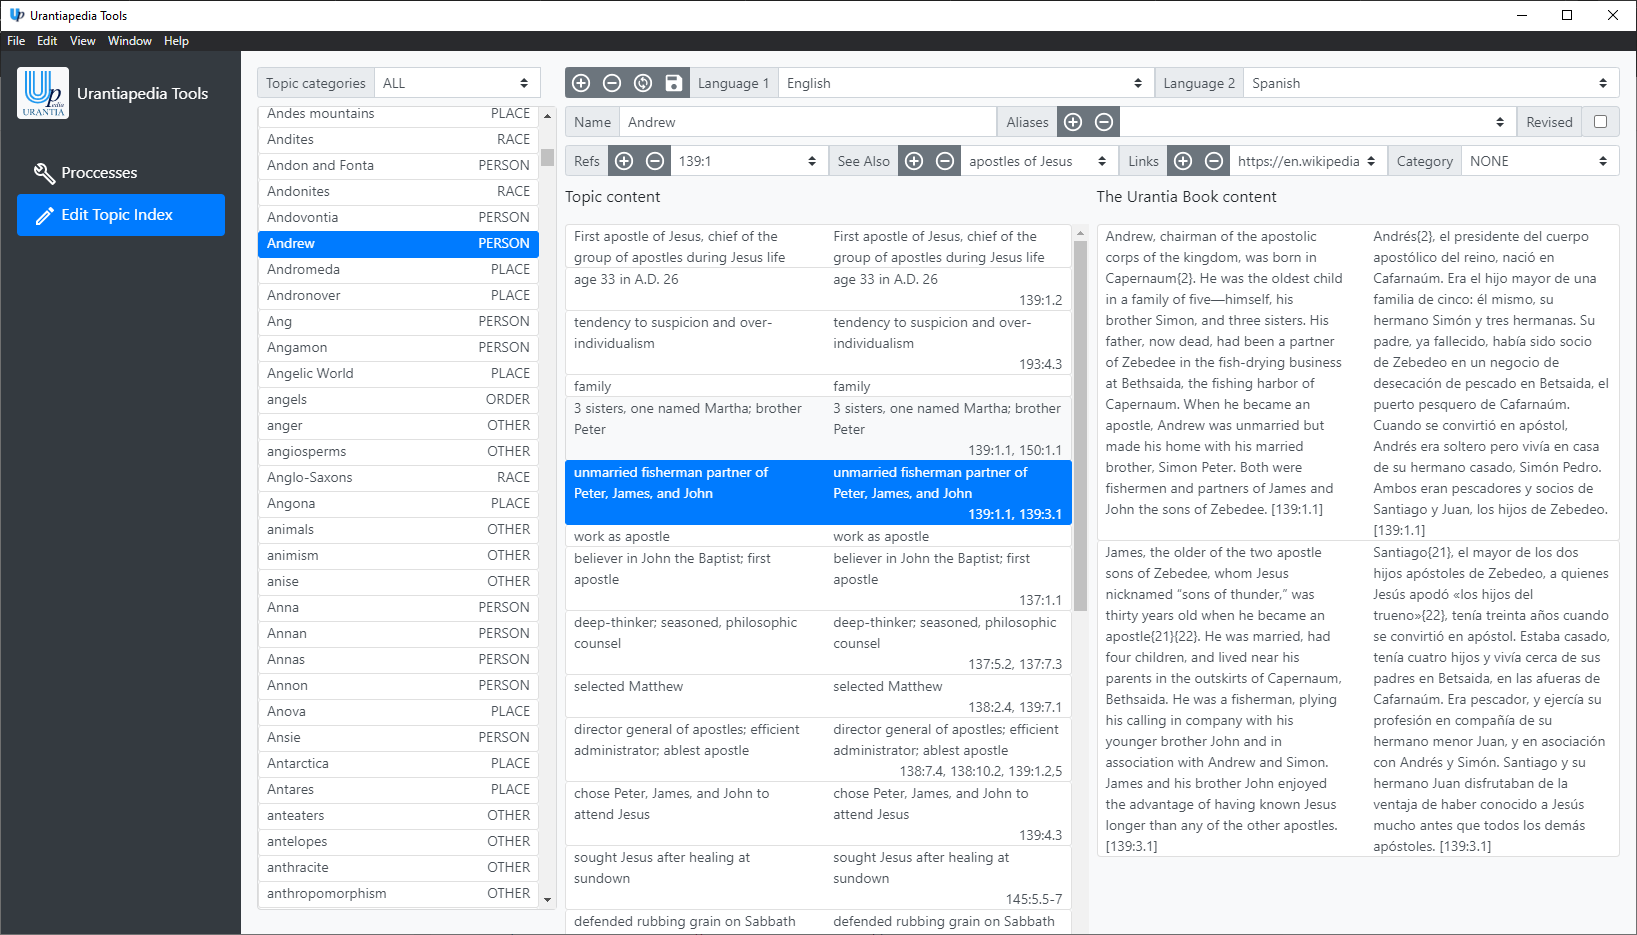 Urantiapedia Tools
File Edit View Window Help
Up
edia
URANTIA
Urantiapedia Tools
Proccesses
Edit Topic Index
Topic categories ALL
Andes mountains PLACE
Andites RACE
Andon and Fonta PERSON
Andonites RACE
Andovontia PERSON
Andrew PERSON
Andromeda PLACE
Andronover PLACE
Ang PERSON
Angamon PERSON
Angelic World PLACE
angels ORDER
anger OTHER
angiosperms OTHER
Anglo-Saxons RACE
Angona PLACE
animals OTHER
animism OTHER
anise OTHER
Anna PERSON
Annan PERSON
Annas PERSON
Annon PERSON
Anova PLACE
Ansie PERSON
Antarctica PLACE
Antares PLACE
anteaters OTHER
antelopes OTHER
anthracite OTHER
anthropomorphism OTHER
Language 1 English Language 2 Spanish
Name Andrew Aliases Revised
Refs 139:1 See Also apostles of Jesus Links https://en.wikipedia Category NONE
Topic content
First apostle of Jesus, chief of the First apostle of Jesus, chief of the
group of apostles during Jesus life group of apostles during Jesus life
age 33 in A.D. 26 age 33 in A.D. 26
139:1.2
tendency to suspicion and over- tendency to suspicion and over-
individualism individualism
193:4.3
family family
3 sisters, one named Martha; brother 3 sisters, one named Martha; brother
Peter Peter
139:1.1, 150:1.1
unmarried fisherman partner of unmarried fisherman partner of
Peter, James, and John Peter, James, and John
139:1.1, 139:3.1
work as apostle work as apostle
believer in John the Baptist; first believer in John the Baptist; first
apostle apostle
137:1.1
deep-thinker; seasoned, philosophic deep-thinker; seasoned, philosophic
counsel counsel
137:5.2, 137:7.3
selected Matthew selected Matthew
138:2.4, 139:7.1
director general of apostles; efficient director general of apostles; efficient
administrator; ablest apostle administrator; ablest apostle
138:7.4, 138:10.2, 139:1.2,5
chose Peter, James, and John to chose Peter, James, and John to
attend Jesus attend Jesus
139:4.3
sought Jesus after healing at sought Jesus after healing at
sundown sundown
145:5.5-7
defended rubbing grain on Sabbath defended rubbing grain on Sabbath
The Urantia Book content
Andrew, chairman of the apostolic
corps of the kingdom, was born in
Capernaum{2}. He was the oldest child
in a family of five—himself, his
brother Simon, and three sisters. His
father, now dead, had been a partner
of Zebedee in the fish-drying business
at Bethsaida, the fishing harbor of
Capernaum. When he became an
apostle, Andrew was unmarried but
made his home with his married
brother, Simon Peter. Both were
fishermen and partners of James and
John the sons of Zebedee. [139:1.1]
Andrés{2}, el presidente del cuerpo
apostólico del reino, nació en
Cafarnaúm. Era el hijo mayor de una
familia de cinco: él mismo, su
hermano Simón y tres hermanas. Su
padre, ya fallecido, había sido socio
de Zebedeo en un negocio de
desecación de pescado en Betsaida, el
puerto pesquero de Cafarnaúm.
Cuando se convirtió en apóstol,
Andrés era soltero pero vivía en casa
de su hermano casado, Simón Pedro.
Ambos eran pescadores y socios de
Santiago y Juan, los hijos de Zebedeo.
[139:1.1]
James, the older of the two apostle
sons of Zebedee, whom Jesus
nicknamed “sons of thunder,” was
thirty years old when he became an
apostle{21}{22}. He was married, had
four children, and lived near his
parents in the outskirts of Capernaum,
Bethsaida. He was a fisherman, plying
his calling in company with his
younger brother John and in
association with Andrew and Simon.
James and his brother John enjoyed
the advantage of having known Jesus
longer than any of the other apostles.
[139:3.1]
Santiago{21}, el mayor de los dos
hijos apóstoles de Zebedeo, a quienes
Jesús apodó «los hijos del
trueno»{22}, tenía treinta años cuando
se convirtió en apóstol. Estaba casado,
tenía cuatro hijos y vivía cerca de sus
padres en Betsaida, en las afueras de
Cafarnaúm. Era pescador, y ejercía su
profesión en compañía de su
hermano menor Juan, y en asociación
con Andrés y Simón. Santiago y su
hermano Juan disfrutaban de la
ventaja de haber conocido a Jesús
mucho antes que todos los demás
apóstoles. [139:3.1]